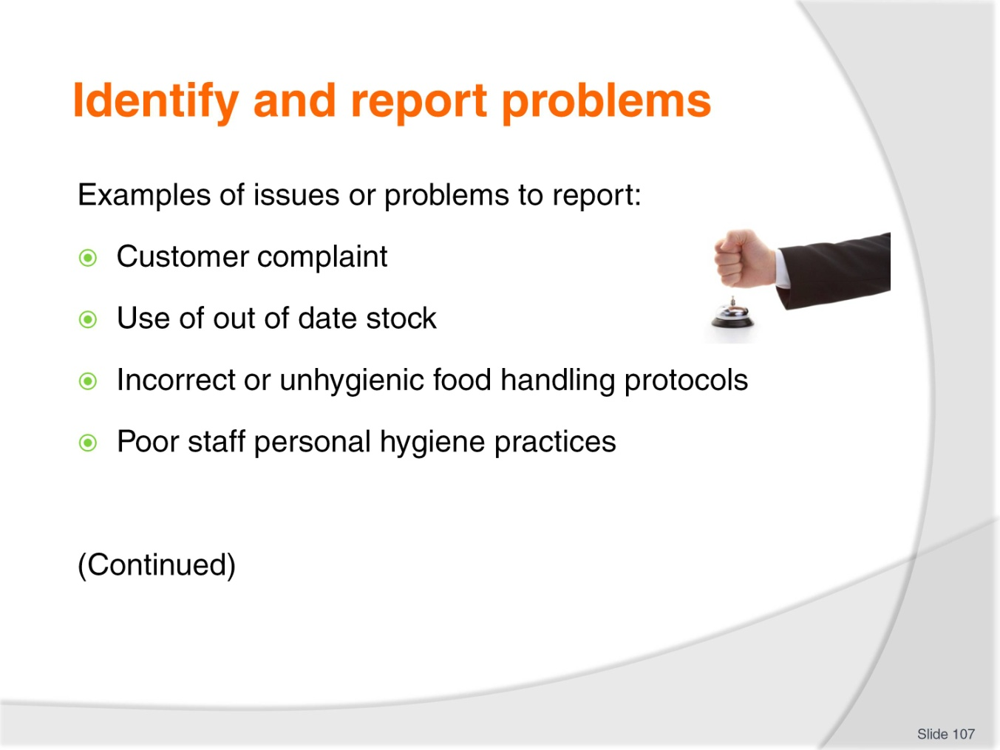 Identify and report problems
Examples of issues or problems to report:
Customer complaint
Use of out of date stock
Incorrect or unhygienic food handling protocols
Poor staff personal hygiene practices
(Continued)
Slide 107